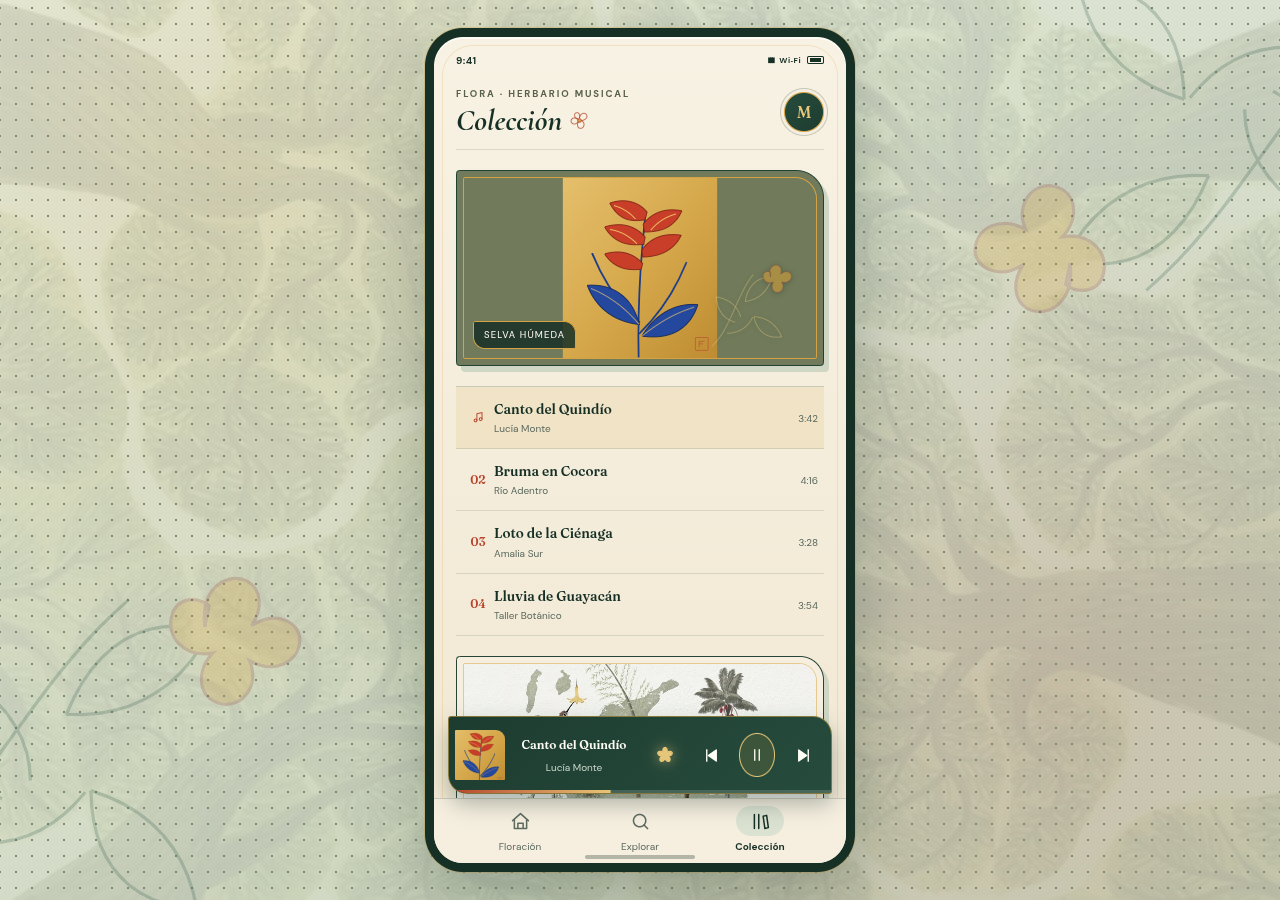 9:41
Wi-Fi
FLORA · HERBARIO MUSICAL
Colección
M
SELVA HÚMEDA
Canto del Quindío
Lucía Monte
3:42
02
Bruma en Cocora
Río Adentro
4:16
03
Loto de la Ciénaga
Amalia Sur
3:28
04
Lluvia de Guayacán
Taller Botánico
3:54
Canto del Quindío
Lucía Monte
Floración
Explorar
Colección